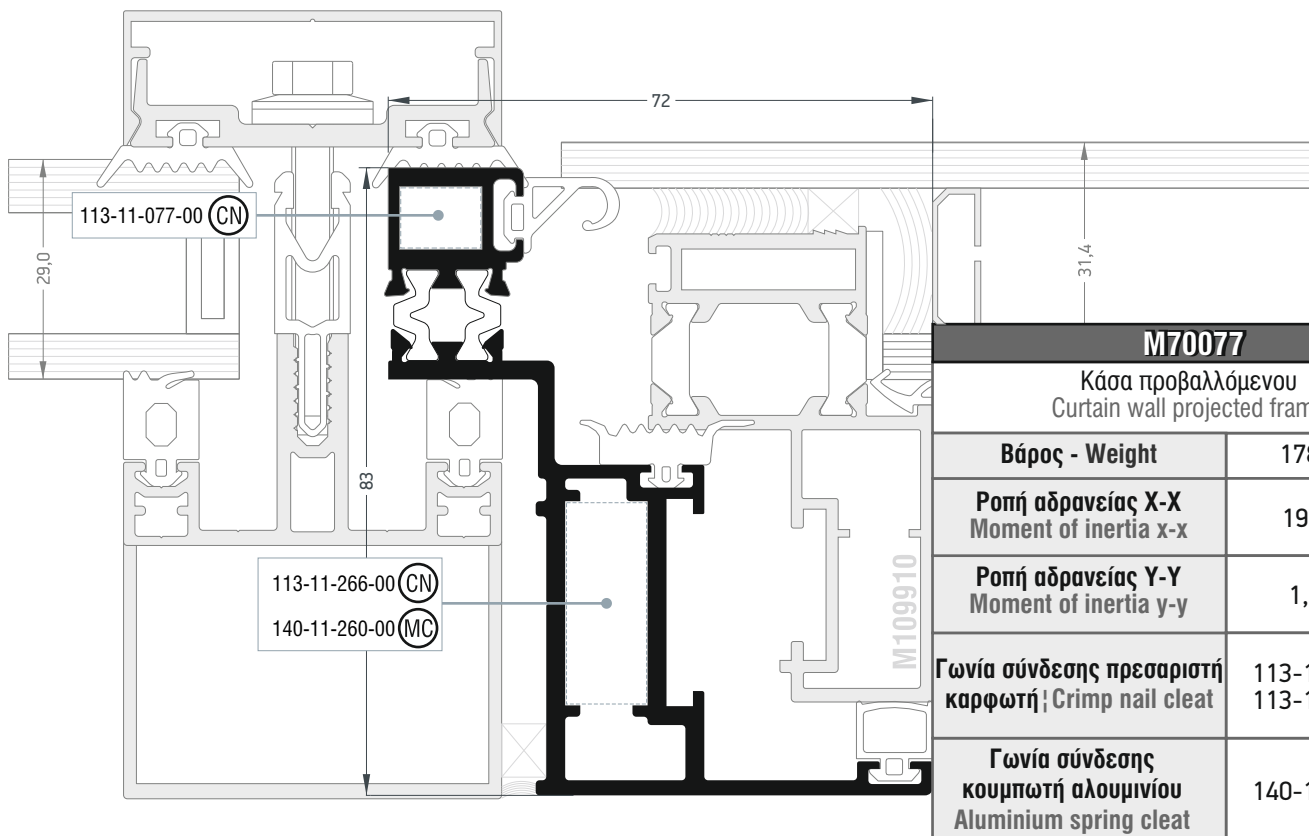 72
113-11-077-00 CN
29,0
31,4
83
113-11-266-00 CN
140-11-260-00 MC
M109910
M70077
Κάσα προβαλλόμενου
Curtain wall projected
Βάρος - Weight
Ροπή αδρανείας X-X
Moment of inertia x-x
Ροπή αδρανείας Y-Y
Moment of inertia y-y
1,
Γωνία σύνδεσης πρεσαριστή
καρφωτή ¦ Crimp nail cleat
Γωνία σύνδεσης
κουμπωτή αλουμινίου
Aluminium spring cleat